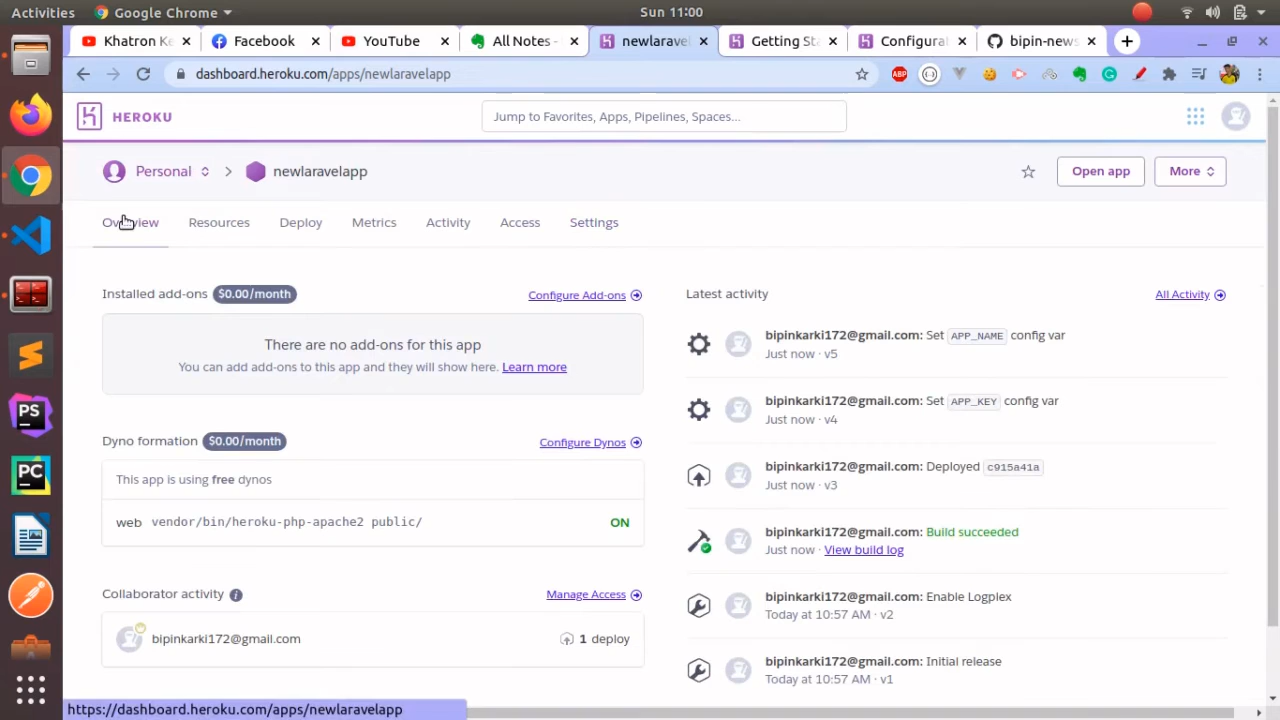 Activities
Google Chrome
Sun 11:00
Khatron Ke
Facebook
YouTube
All Notes -
newlarave
Getting Sta
Configurat
bipin-news
dashboard.heroku.com/apps/newlaravelapp
ABP
HEROKU
Jump to Favorites, Apps, Pipelines, Spaces...
Personal
newlaravelapp
Open app
More
Overview
Resources
Deploy
Metrics
Activity
Access
Settings
Installed add-ons $0.00/month
Configure Add-ons
There are no add-ons for this app
You can add add-ons to this app and they will show here. Learn more
Dyno formation $0.00/month
Configure Dynos
This app is using free dynos
web vendor/bin/heroku-php-apache2 public/ ON
Collaborator activity
Manage Access
bipinkarki172@gmail.com
1 deploy
Latest activity
All Activity
bipinkarki172@gmail.com: Set APP_NAME config var
Just now · v5
bipinkarki172@gmail.com: Set APP_KEY config var
Just now · v4
bipinkarki172@gmail.com: Deployed c915a41a
Just now · v3
bipinkarki172@gmail.com: Build succeeded
Just now · View build log
bipinkarki172@gmail.com: Enable Logplex
Today at 10:57 AM · v2
bipinkarki172@gmail.com: Initial release
Today at 10:57 AM · v1
PS
PC
https://dashboard.heroku.com/apps/newlaravelapp